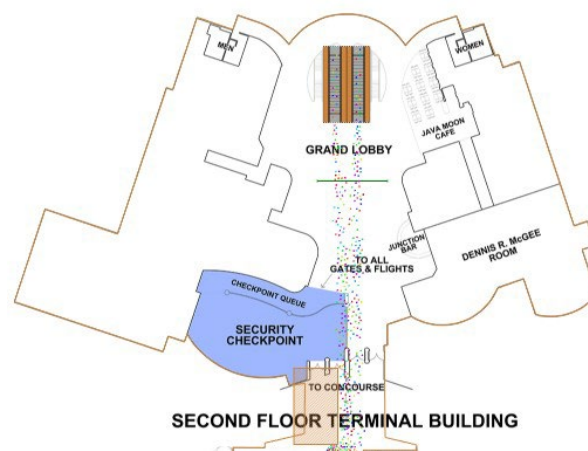 MEN
WOMEN
JAVA MOON
CAFE
GRAND LOBBY
JUNCTION
BAR
DENNIS R. McGEE
ROOM
TO ALL
GATES & FLIGHTS
CHECKPOINT QUEUE
SECURITY
CHECKPOINT
TO CONCOURSE
SECOND FLOOR TERMINAL BUILDING